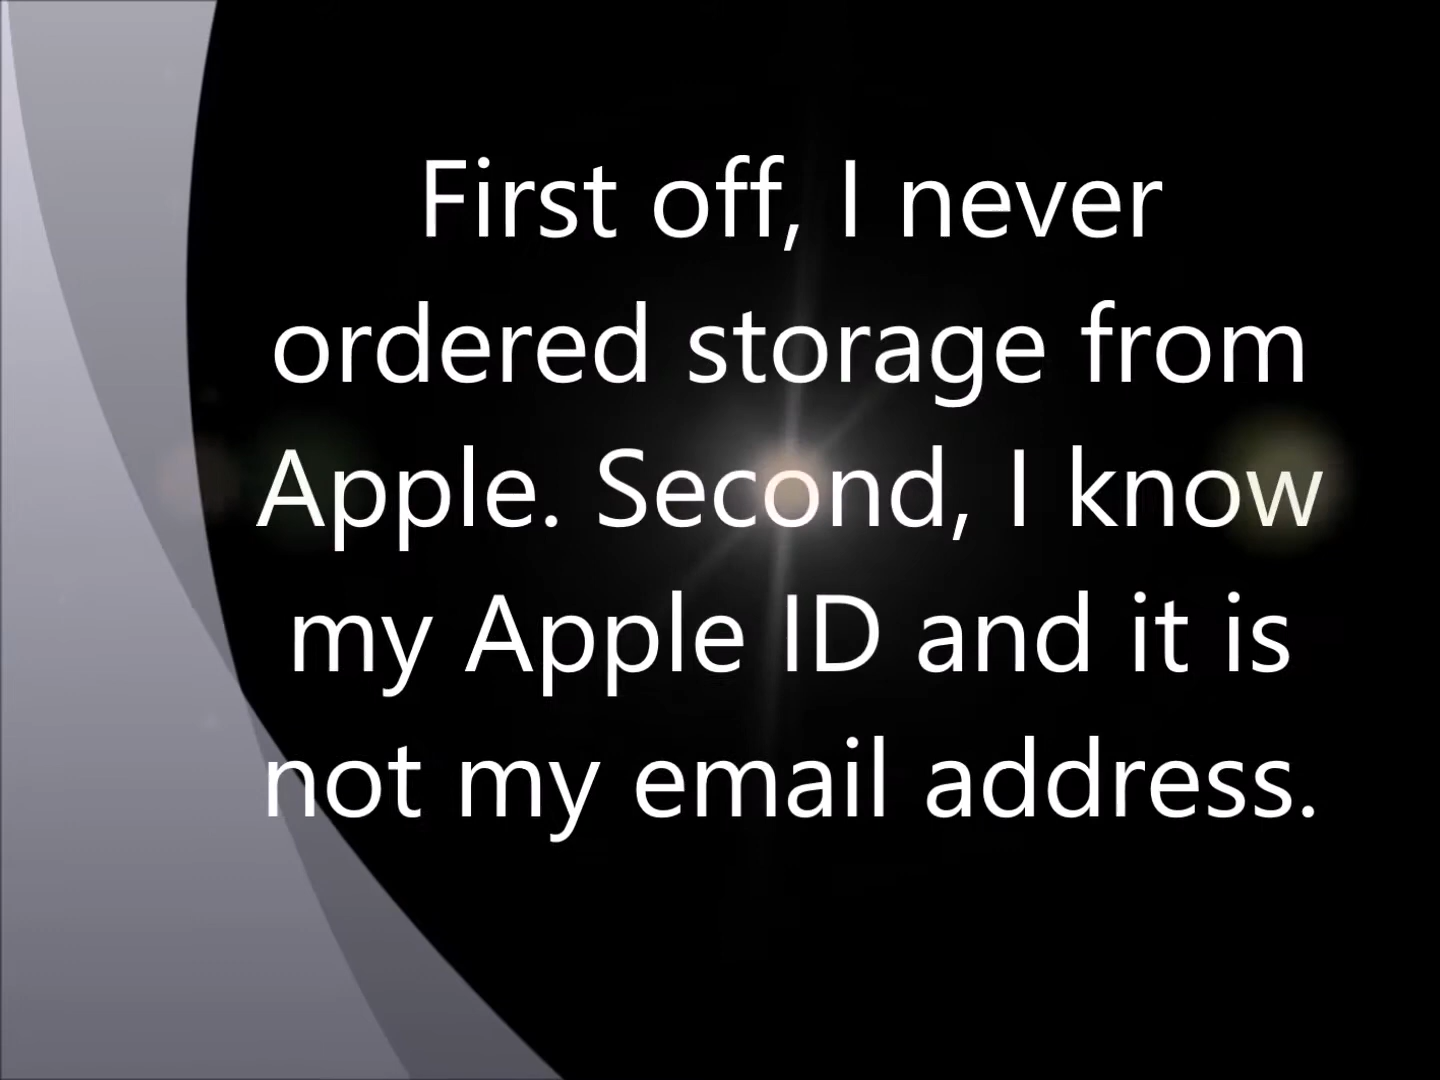 First off, I never
ordered storage from
Apple. Second, I know
my Apple ID and it is
not my email address.